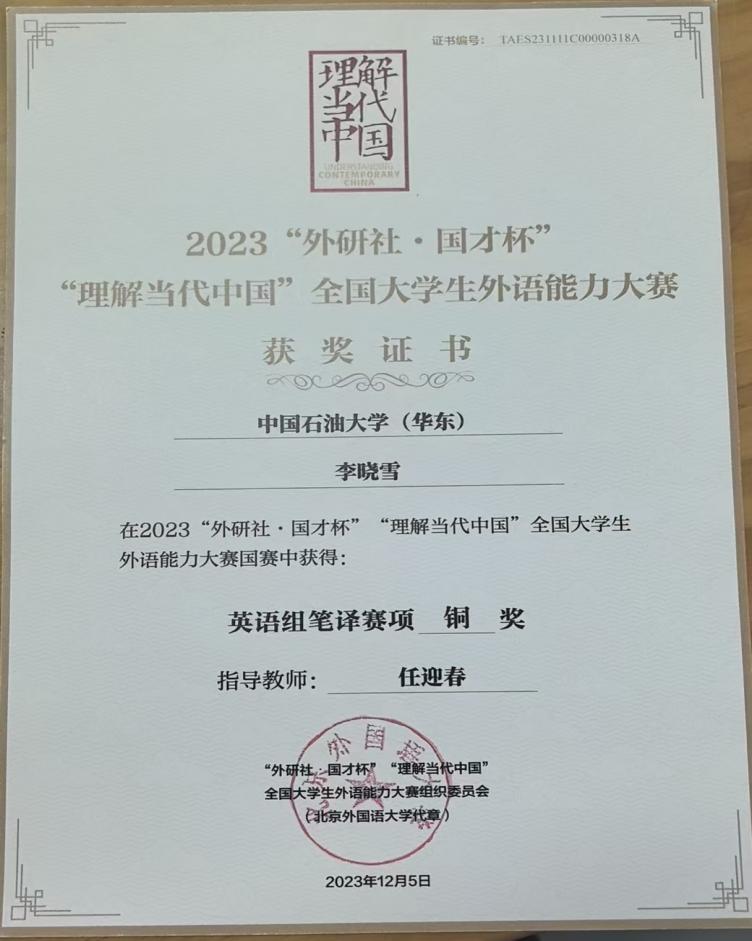 证书编号： TAES231111C00000318A
理解
当代
中国
UNDERSTANDING
CONTEMPORARY
CHINA
2023“外研社·国才杯”
“理解当代中国”全国大学生外语能力大赛
获奖证书
中国石油大学（华东）
李晓雪
在2023“外研社·国才杯”“理解当代中国”全国大学生
外语能力大赛国赛中获得：
英语组笔译赛项 铜 奖
指导教师： 任迎春
北京外国语大学
“外研社·国才杯”“理解当代中国”
全国大学生外语能力大赛组织委员会
（北京外国语大学代章）
2023年12月5日